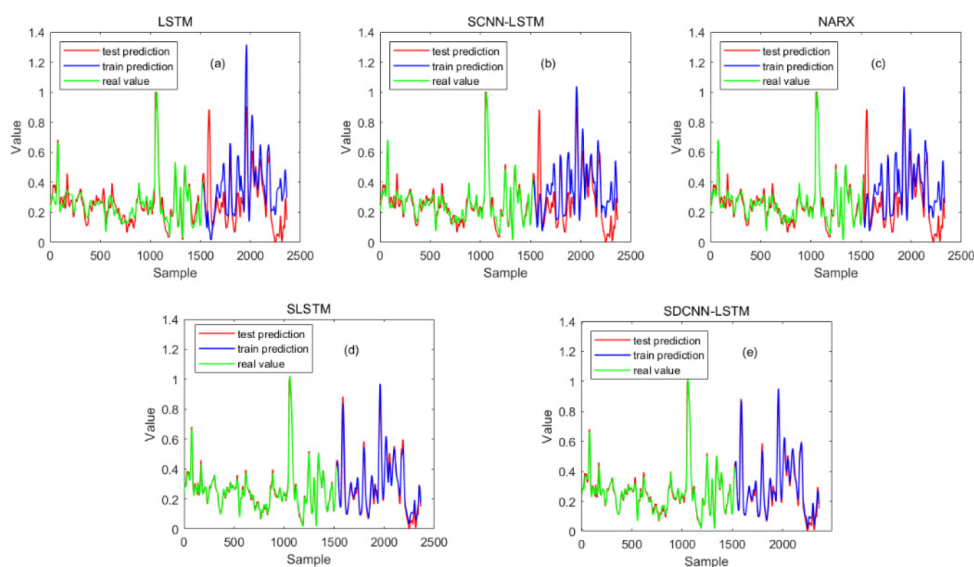 LSTM
1.4
1.2
1
0.8
0.6
0.4
0.2
0
Value
test prediction
train prediction
real value
(a)
0 500 1000 1500 2000 2500
Sample
SCNN-LSTM
1.4
1.2
1
0.8
0.6
0.4
0.2
0
Value
test prediction
train prediction
real value
(b)
0 500 1000 1500 2000 2500
Sample
NARX
1.4
1.2
1
0.8
0.6
0.4
0.2
0
Value
test prediction
train prediction
real value
(c)
0 500 1000 1500 2000 2500
Sample
SLSTM
1.4
1.2
1
0.8
0.6
0.4
0.2
0
Value
test prediction
train prediction
real value
(d)
0 500 1000 1500 2000 2500
Sample
SDCNN-LSTM
1.4
1.2
1
0.8
0.6
0.4
0.2
0
Value
test prediction
train prediction
real value
(e)
0 500 1000 1500 2000 2500
Sample